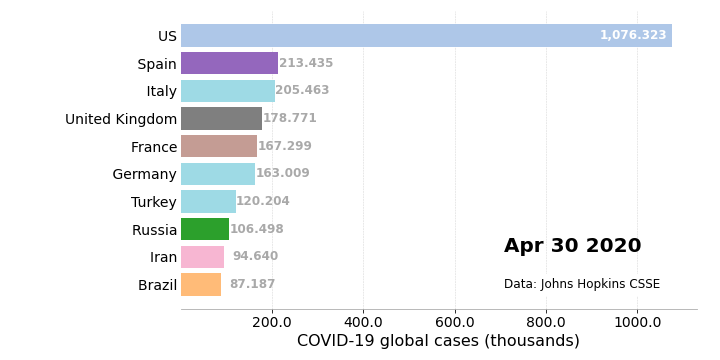 US 1,076.323
Spain 213.435
Italy 205.463
United Kingdom 178.771
France 167.299
Germany 163.009
Turkey 120.204
Russia 106.498
Iran 94.640
Brazil 87.187
Apr 30 2020
Data: Johns Hopkins CSSE
200.0 400.0 600.0 800.0 1000.0
COVID-19 global cases (thousands)